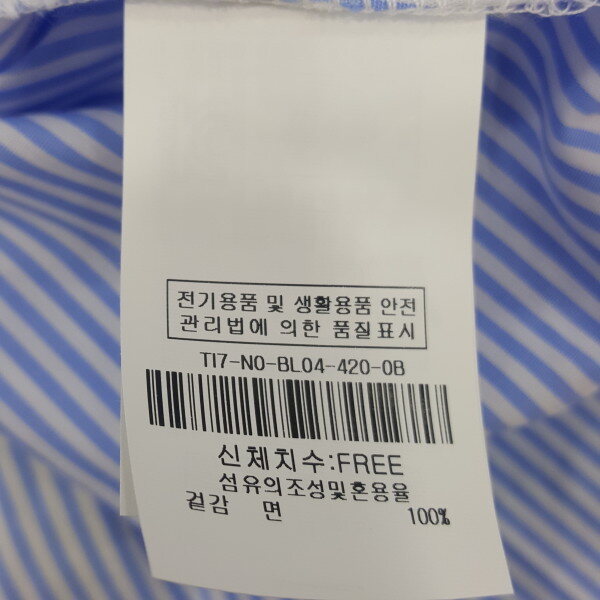 전기용품 및 생활용품 안전
관리법에 의한 품질표시
TI7-NO-BL04-420-0B
신체치수:FREE
섬유의조성및혼용율
겉감 면 100%